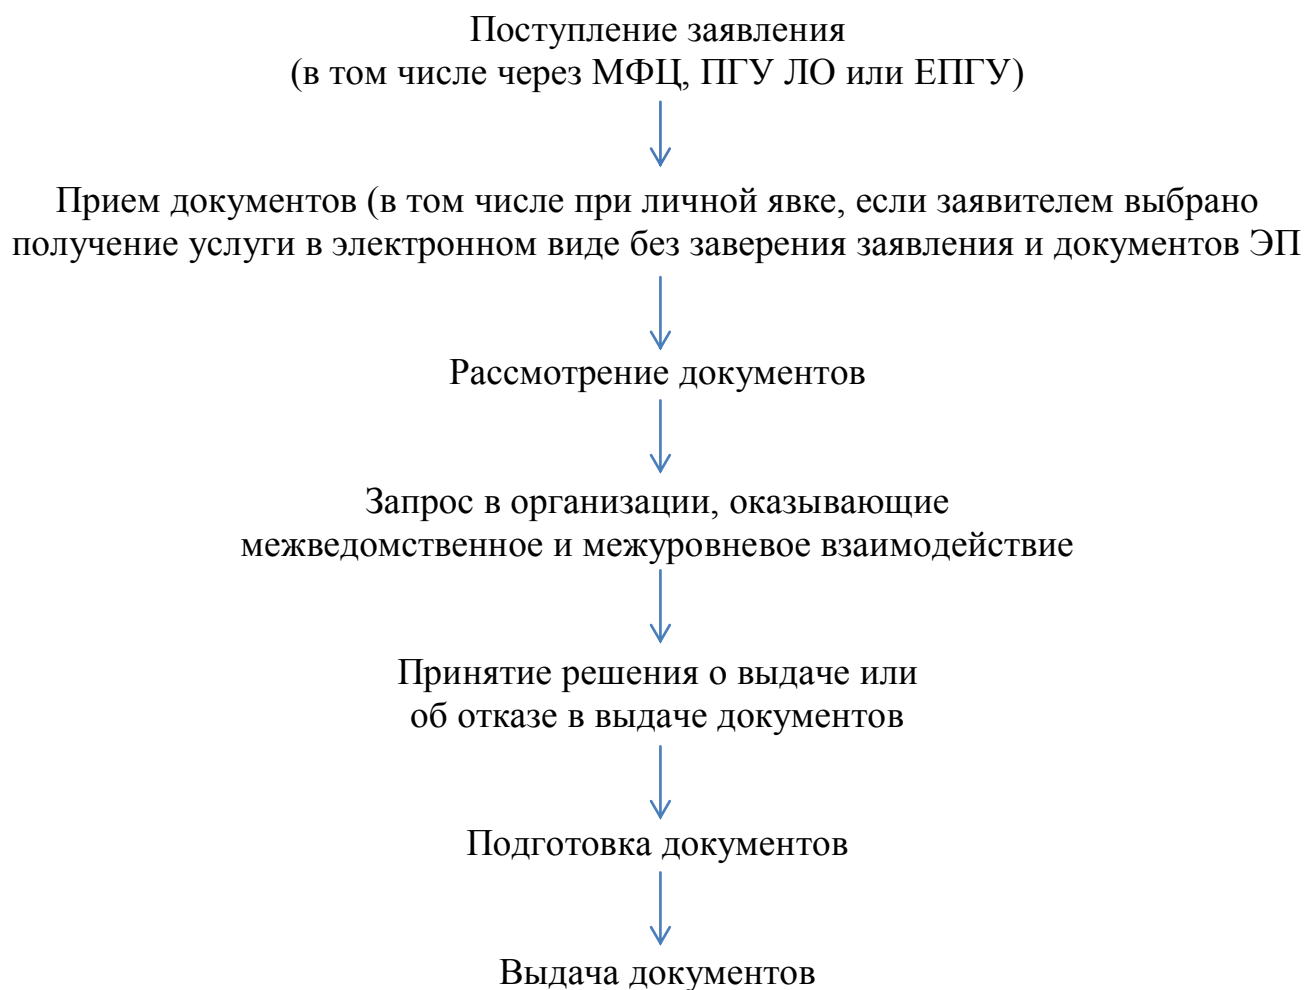 Поступление заявления
(в том числе через МФЦ, ПГУ ЛО или ЕПГУ)
Прием документов (в том числе при личной явке, если заявителем выбрано
получение услуги в электронном виде без заверения заявления и документов ЭП
Рассмотрение документов
Запрос в организации, оказывающие
межведомственное и межуровневое взаимодействие
Принятие решения о выдаче или
об отказе в выдаче документов
Подготовка документов
Выдача документов